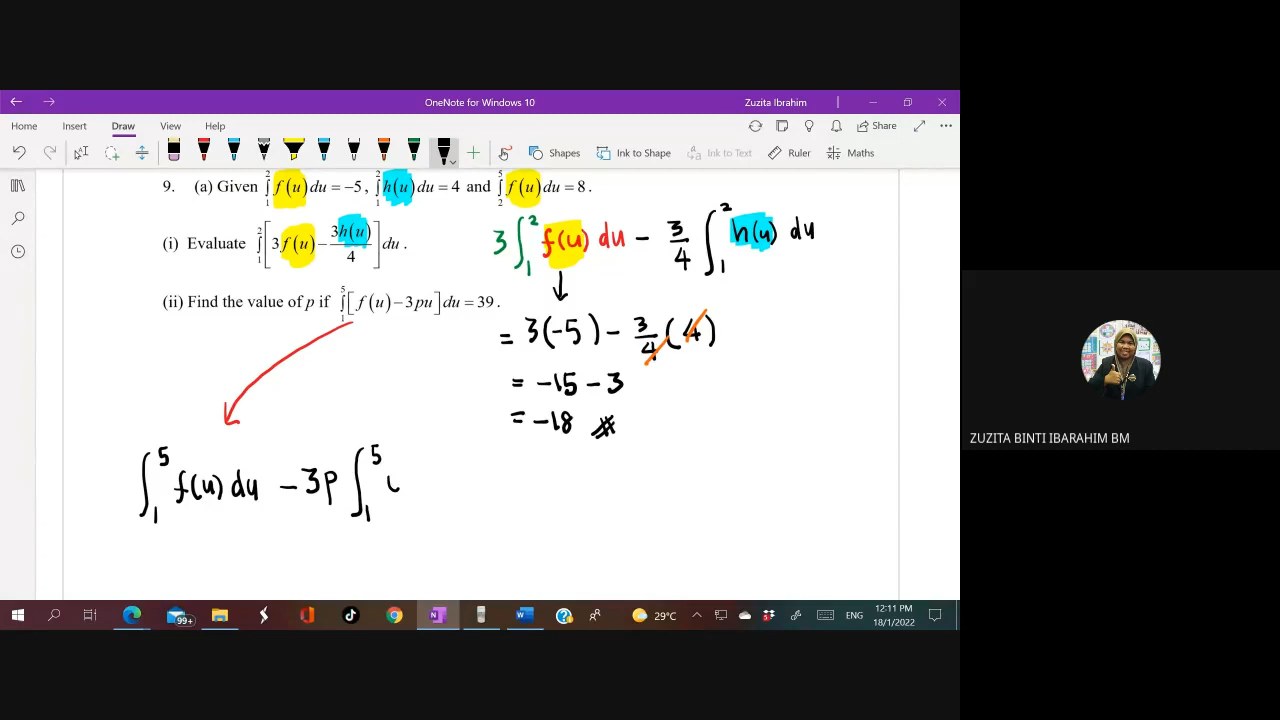 OneNote for Windows 10
Zuzita Ibrahim
Home Insert Draw View Help
Share
Shapes Ink to Shape Ink to Text Ruler Maths
9. (a) Given ∫₁² f(u) du = −5, ∫₁² h(u) du = 4 and ∫₂⁵ f(u) du = 8.
(i) Evaluate ∫₁² [3f(u) − 3h(u)/4] du.
3 ∫₁² f(u) du − 3/4 ∫₁² h(u) du
(ii) Find the value of p if ∫₁⁵ [f(u) − 3pu] du = 39.
= 3(-5) − 3/4 (4)
= -15 - 3
= -18
∫₁⁵ f(u) du − 3p ∫₁⁵
ZUZITA BINTI IBARAHIM BM
99+
29°C
ENG
12:11 PM
18/1/2022